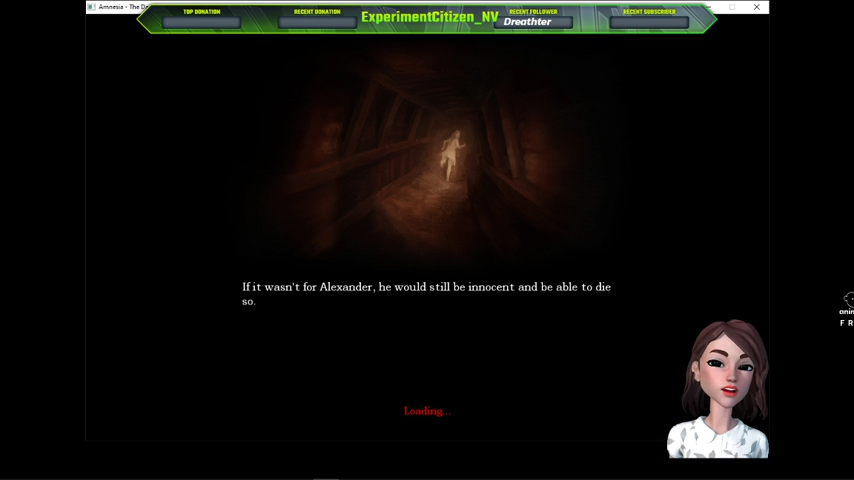 Amnesia - The Da
TOP DONATION
RECENT DONATION
ExperimentCitizen_NV
RECENT FOLLOWER
Dreathter
RECENT SUBSCRIBER
If it wasn't for Alexander, he would still be innocent and be able to die
so.
anim
F R
Loading...